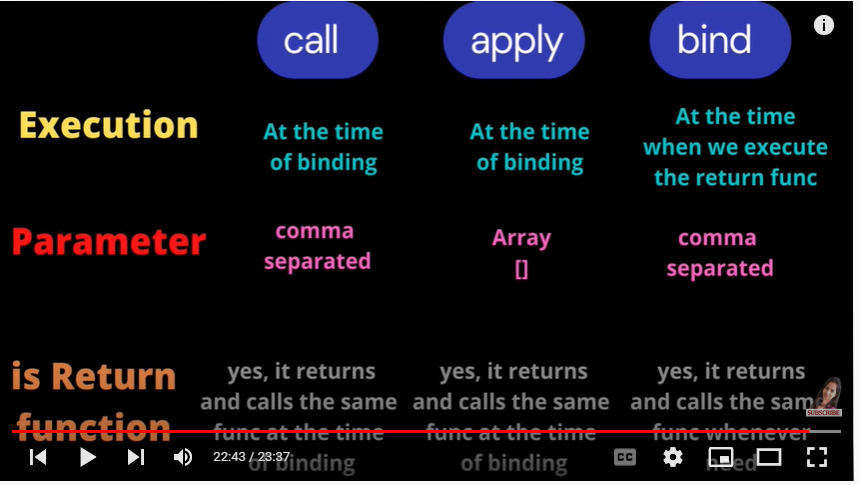 call apply bind
Execution
At the time
of binding
At the time
of binding
At the time
when we execute
the return func
Parameter
comma
separated
Array
[]
comma
separated
is Return
function
yes, it returns
and calls the same
func at the time
of binding
yes, it returns
and calls the same
func at the time
of binding
yes, it returns
and calls the same
func whenever
need
SUBSCRIBE
22:43 / 23:37
CC